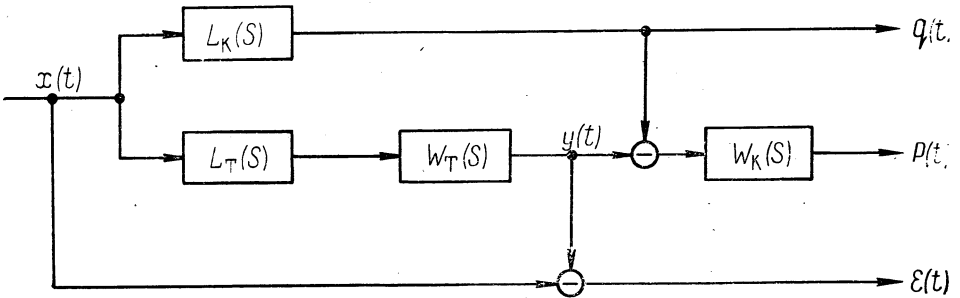 L_K(S)
q(t,
x(t)
L_T(S)
W_T(S)
y(t)
−
W_K(S)
P(t,
−
ε(t)